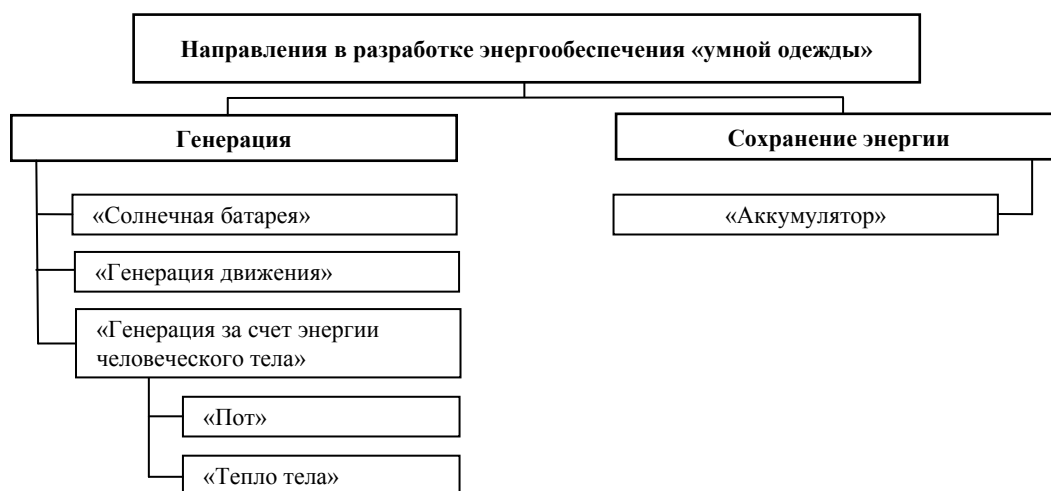 Направления в разработке энергообеспечения «умной одежды»
Генерация
Сохранение энергии
«Солнечная батарея»
«Аккумулятор»
«Генерация движения»
«Генерация за счет энергии
человеческого тела»
«Пот»
«Тепло тела»